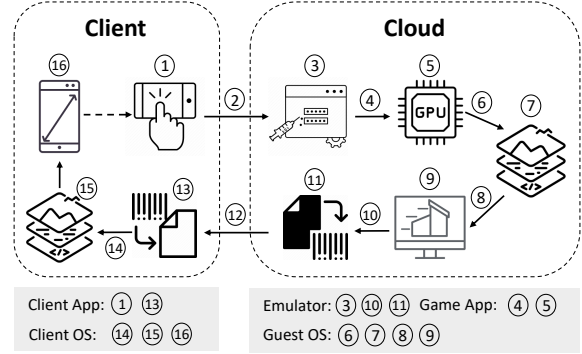 Client
Cloud
16
1
2
3
4
5
6
7
GPU
</>
15
13
11
9
8
</>
14
12
10
Client App: 1 13
Client OS: 14 15 16
Emulator: 3 10 11 Game App: 4 5
Guest OS: 6 7 8 9